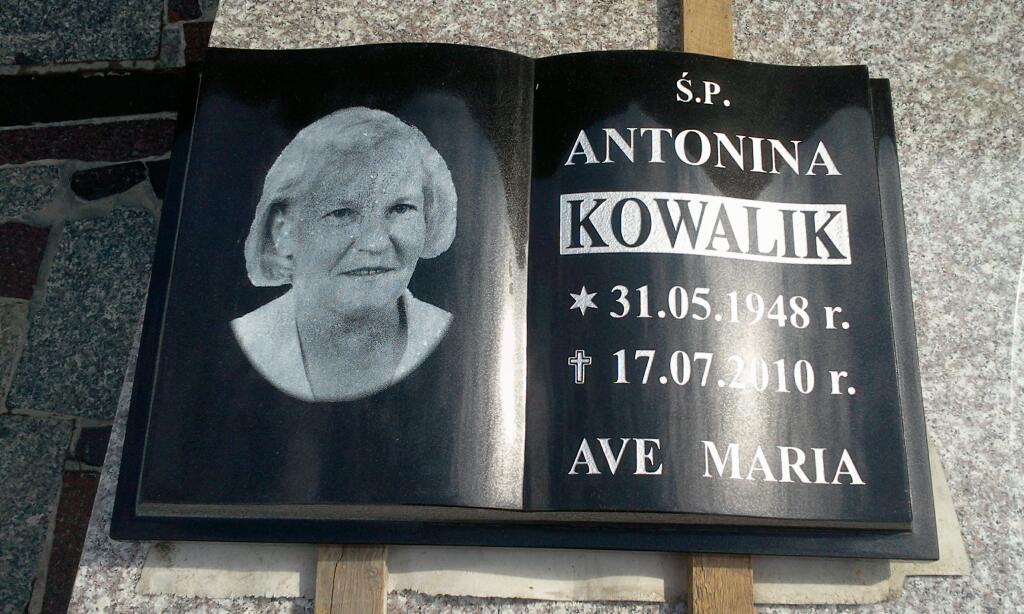 Ś.P.
ANTONINA
KOWALIK
31.05.1948 r.
17.07.2010 r.
AVE MARIA